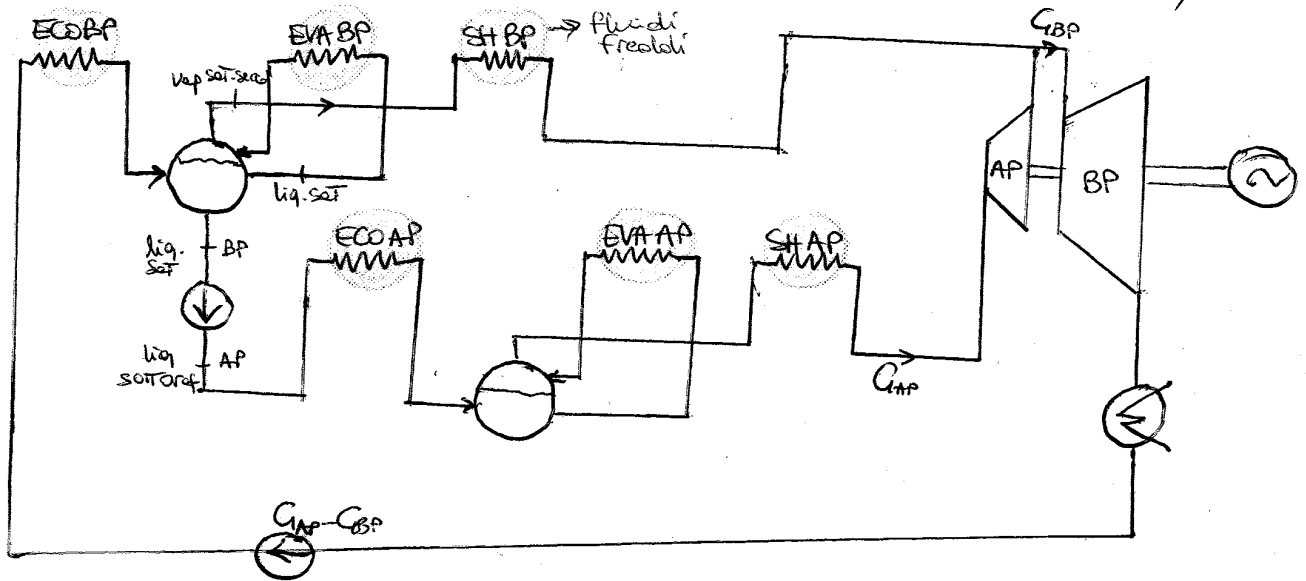 ECOBP
EVA BP
SH BP
→ fluidi
freddi
G_BP
vap sat. secco
liq. sat
AP
BP
liq.
sat
BP
ECO AP
EVA AP
SH AP
liq
sottoraf.
AP
G_AP
G_AP-G_BP